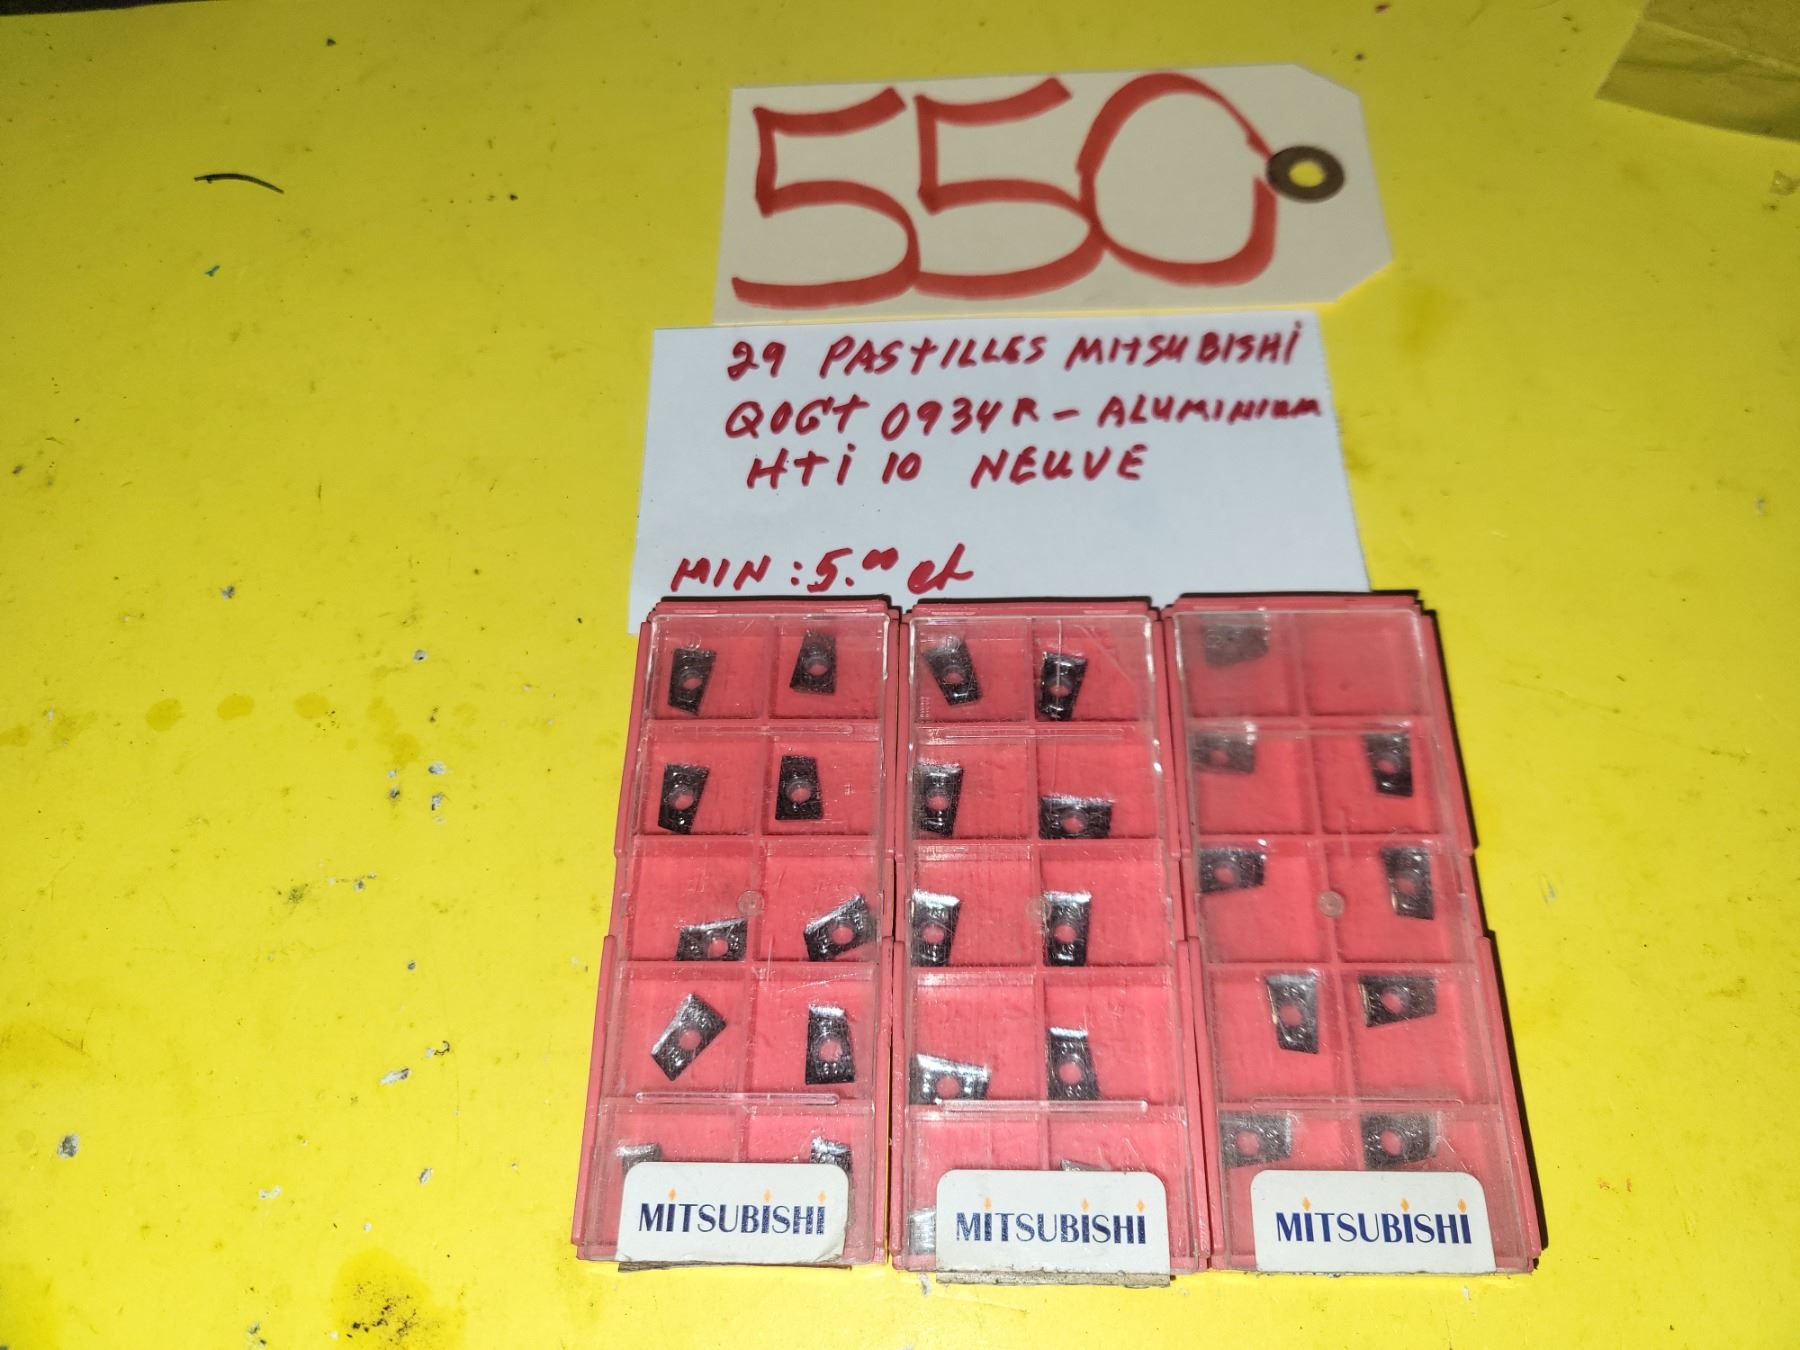 550
29 PASTILLES MITSUBISHI
QOGT 0934R - ALUMINIUM
HTi 10 NEUVE
MIN : 5.00 ch
MITSUBISHI
MITSUBISHI
MITSUBISHI